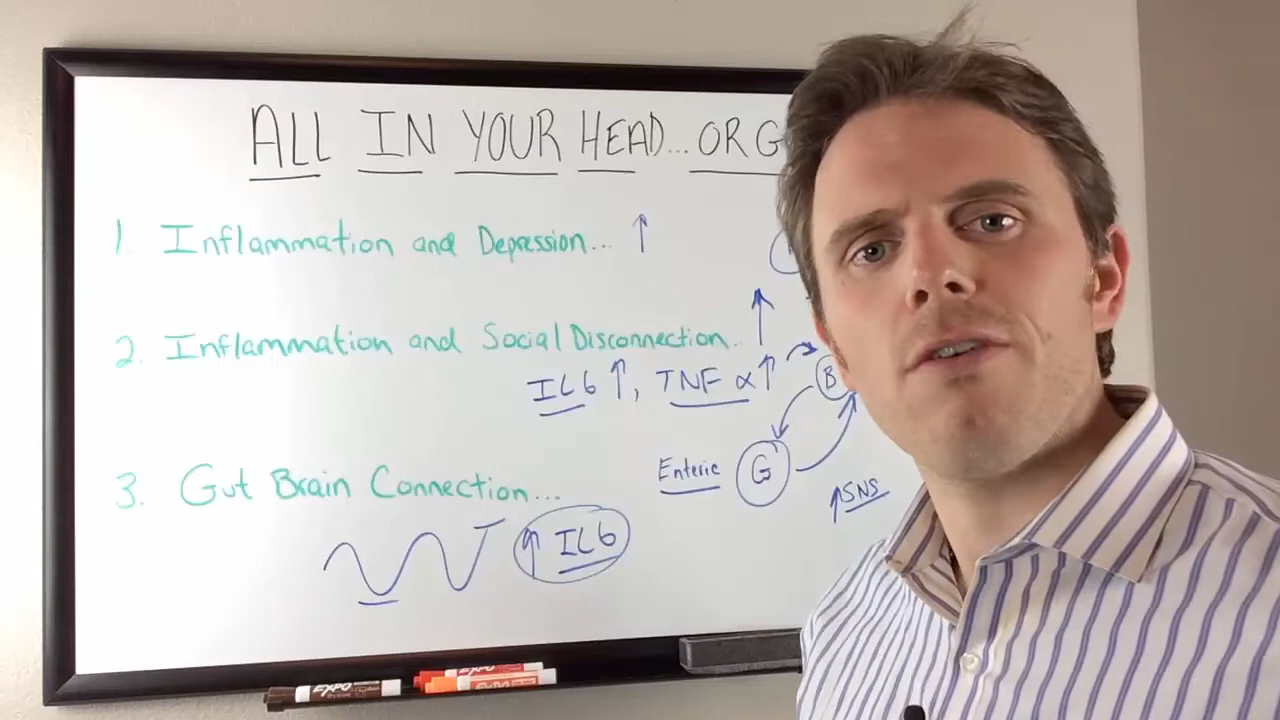 ALL IN YOUR HEAD... OR G
1. Inflammation and Depression... ↑
2. Inflammation and Social Disconnection.. ↑
IL6 ↑, TNF α ↑
B
Enteric G
↑SNS
3. Gut Brain Connection...
↑ IL6
EXPO
EXPO
EXPO